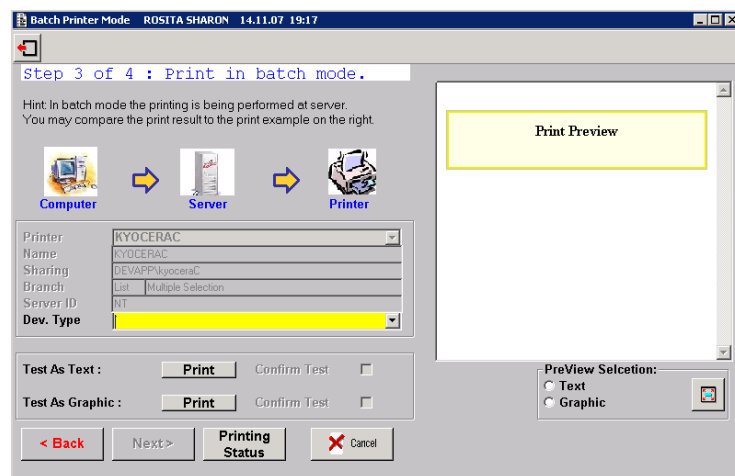 Batch Printer Mode ROSITA SHARON 14.11.07 19:17
Step 3 of 4 : Print in batch mode.
Hint: In batch mode the printing is being performed at server.
You may compare the print result to the print example on the right.
Computer
Server
Printer
Printer KYOCERAC
Name KYOCERAC
Sharing DEVAPP\kyoceraC
Branch List Multiple Selection
Server ID NT
Dev. Type
Test As Text : Print Confirm Test
Test As Graphic : Print Confirm Test
< Back
Next >
Printing
Status
Cancel
Print Preview
PreView Selcetion:
Text
Graphic